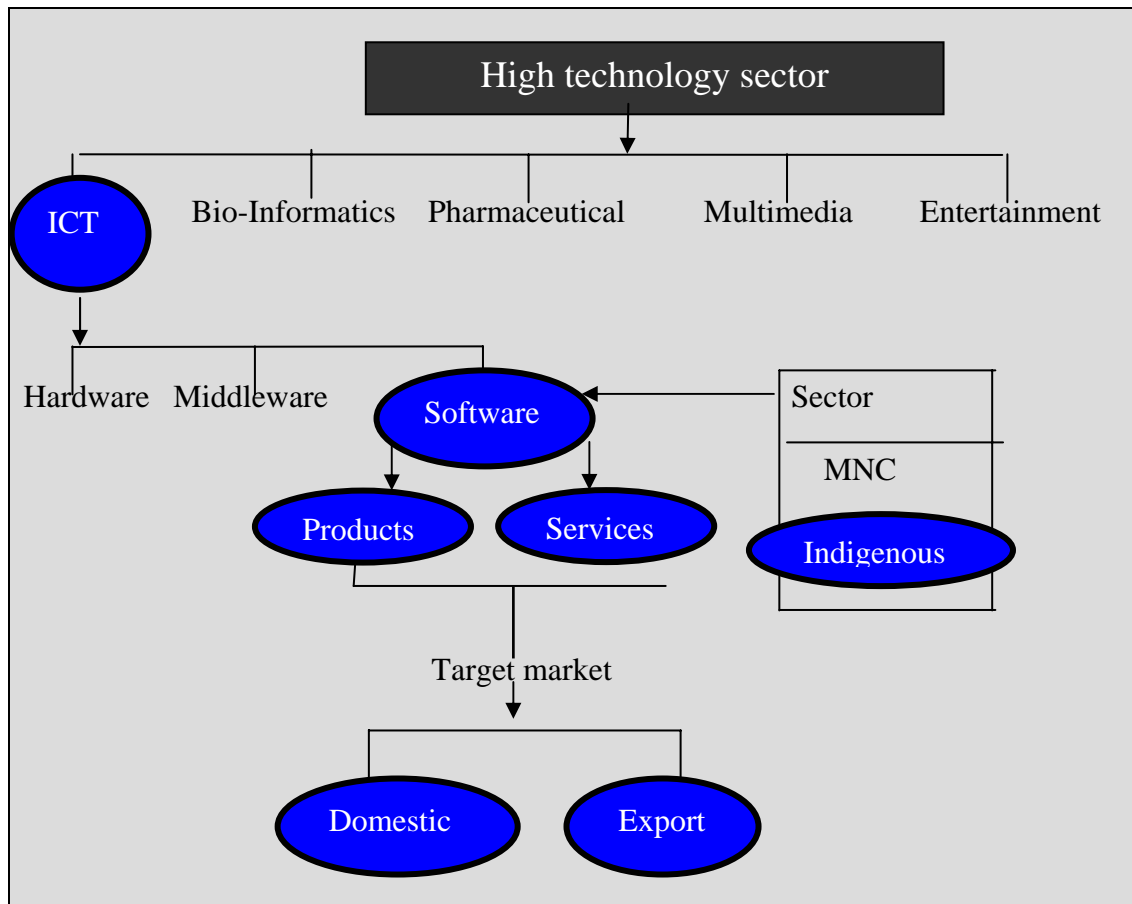 High technology sector
ICT
Bio-Informatics
Pharmaceutical
Multimedia
Entertainment
Hardware
Middleware
Software
Sector
MNC
Products
Services
Indigenous
Target market
Domestic
Export